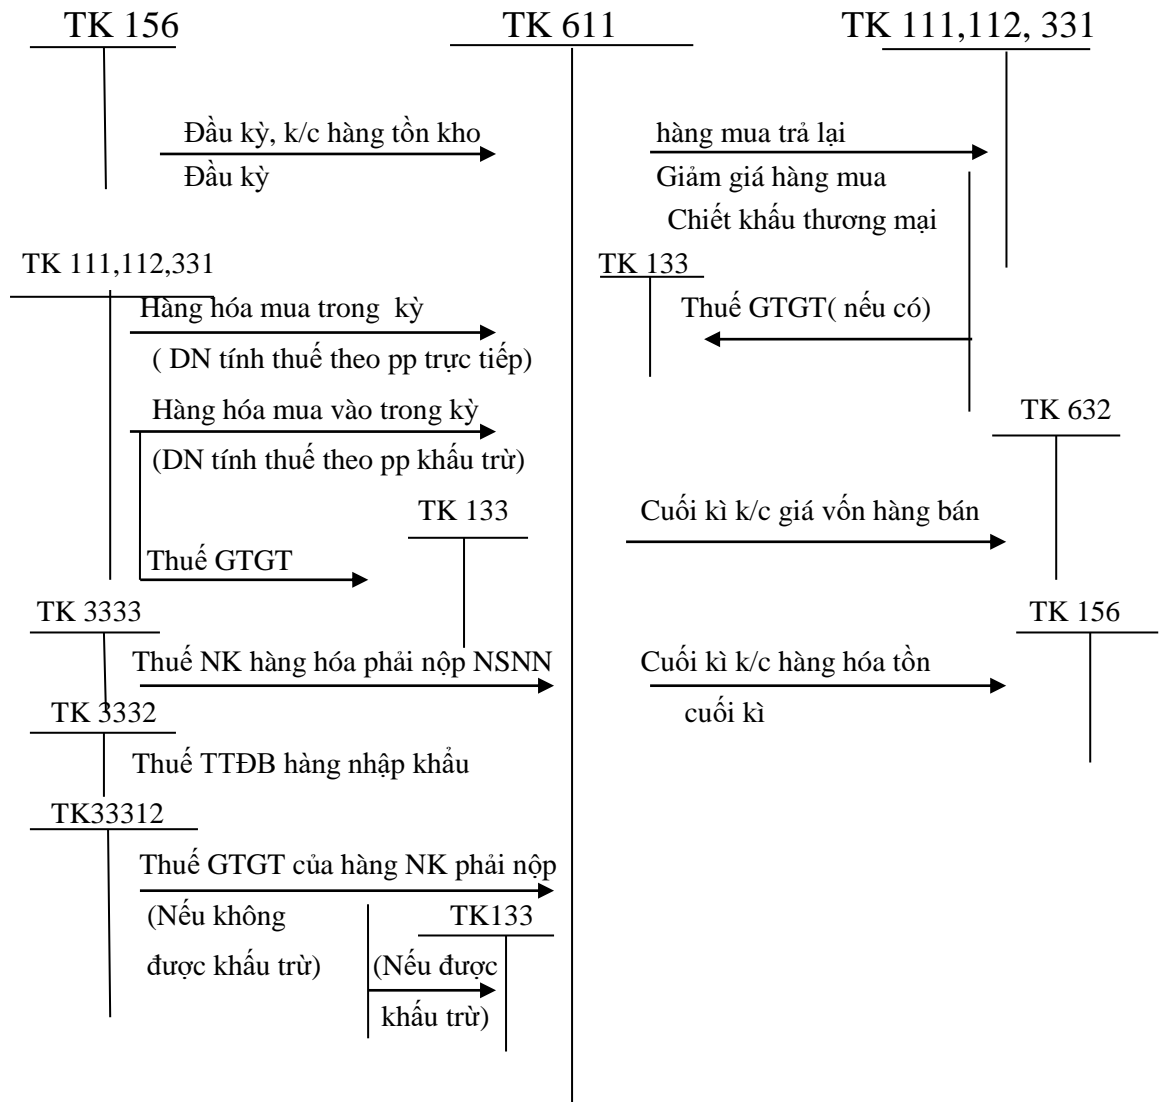 TK 156
TK 611
TK 111,112, 331
Đầu kỳ, k/c hàng tồn kho
Đầu kỳ
hàng mua trả lại
Giảm giá hàng mua
Chiết khấu thương mại
TK 111,112,331
TK 133
Hàng hóa mua trong kỳ
Thuế GTGT( nếu có)
( DN tính thuế theo pp trực tiếp)
Hàng hóa mua vào trong kỳ
TK 632
(DN tính thuế theo pp khấu trừ)
TK 133
Cuối kì k/c giá vốn hàng bán
Thuế GTGT
TK 3333
TK 156
Thuế NK hàng hóa phải nộp NSNN
Cuối kì k/c hàng hóa tồn
cuối kì
TK 3332
Thuế TTĐB hàng nhập khẩu
TK33312
Thuế GTGT của hàng NK phải nộp
(Nếu không
được khấu trừ)
TK133
(Nếu được
khấu trừ)